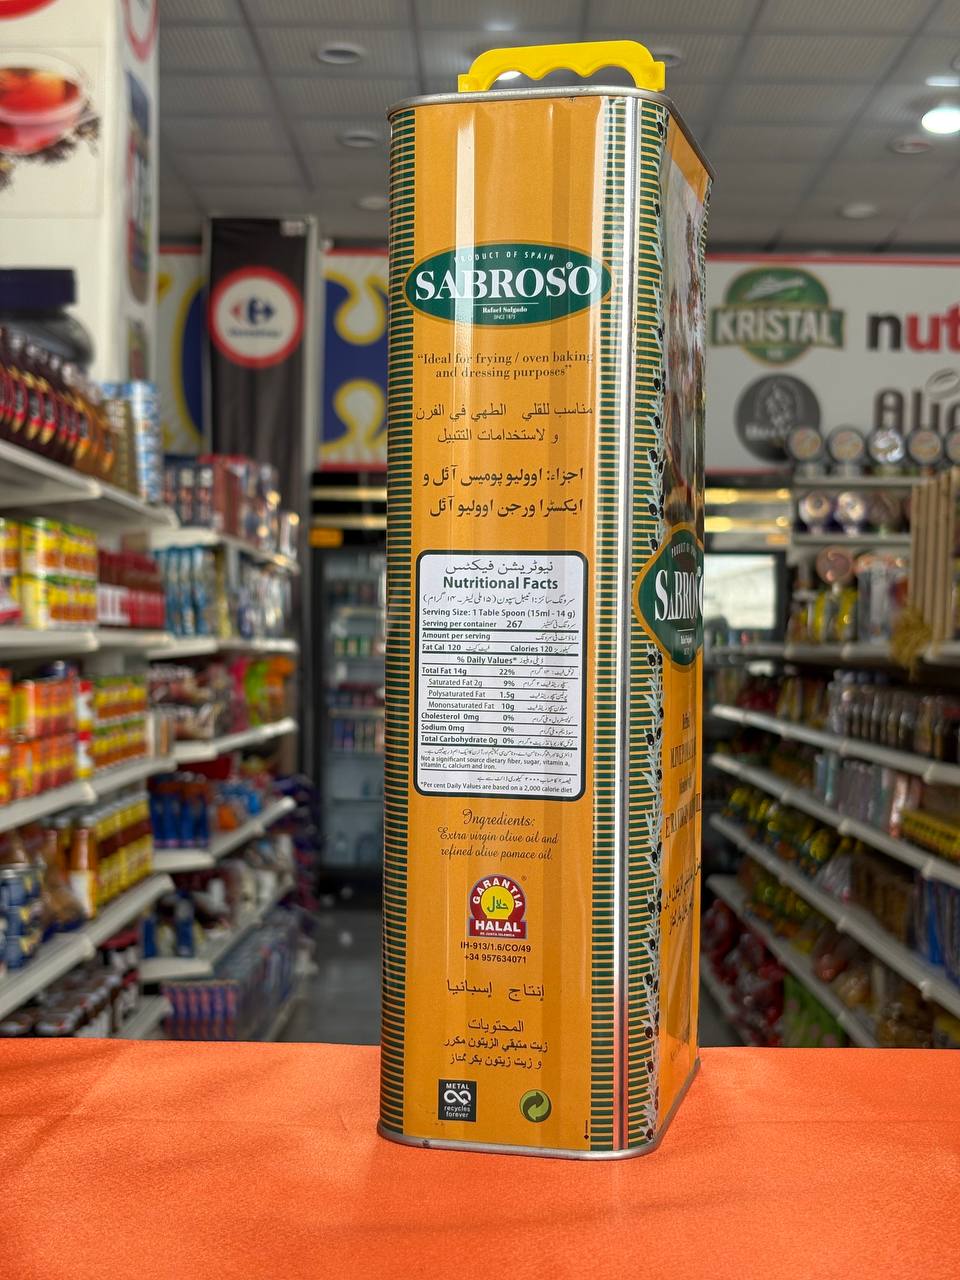 PRODUCT OF SPAIN
SABROSO®
Rafael Salgado
SINCE 1875
"Ideal for frying / oven baking
and dressing purposes"
مناسب للقلي الطهي في الفرن
و لاستخدامات التتبيل
اجزاء: اوولیو پومیس آئل و
ایکسٹرا ورجن اوولیو آئل
نیوٹریشن فیکٹس
Nutritional Facts
Serving Size: 1 Table Spoon (15ml - 14 g)
Serving per container 267
Amount per serving
Fat Cal 120 Calories 120
% Daily Values*
Total Fat 14g 22%
Saturated Fat 2g 9%
Polysaturated Fat 1.5g
Mononsaturated Fat 10g
Cholesterol 0mg 0%
Sodium 0mg 0%
Total Carbohydrate 0g 0%
Not a significant source dietary fiber, sugar, vitamin a,
vitamin c, calcium and iron.
*Per cent Daily Values are based on a 2,000 calorie diet
Ingredients:
Extra virgin olive oil and
refined olive pomace oil.
GARANTIA
حلال
HALAL
DE JUNTA ISLAMICA
IH-913/1.6/CO/49
+34 957634071
إنتاج إسبانيا
المحتويات
زيت متبقي الزيتون مكرر
و زيت زيتون بكر ممتاز
METAL
recycles
forever
SABROS
KRISTAL
nut